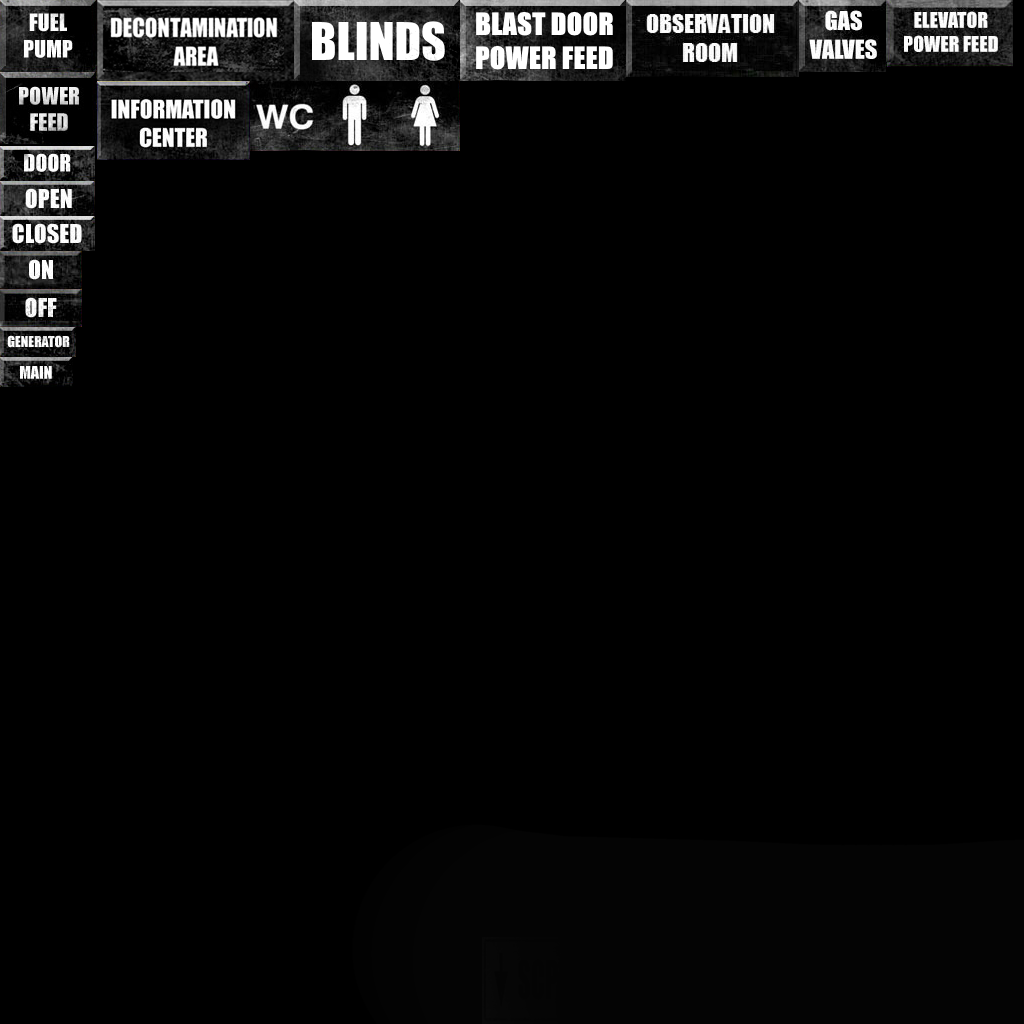 FUEL
PUMP
DECONTAMINATION
AREA
BLINDS
BLAST DOOR
POWER FEED
OBSERVATION
ROOM
GAS
VALVES
ELEVATOR
POWER FEED
POWER
FEED
INFORMATION
CENTER
WC
DOOR
OPEN
CLOSED
ON
OFF
GENERATOR
MAIN